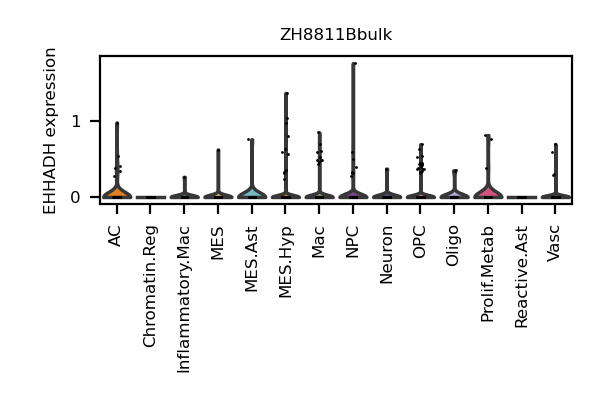 ZH8811Bbulk
EHHADH expression
1
0
AC
Chromatin.Reg
Inflammatory.Mac
MES
MES.Ast
MES.Hyp
Mac
NPC
Neuron
OPC
Oligo
Prolif.Metab
Reactive.Ast
Vasc